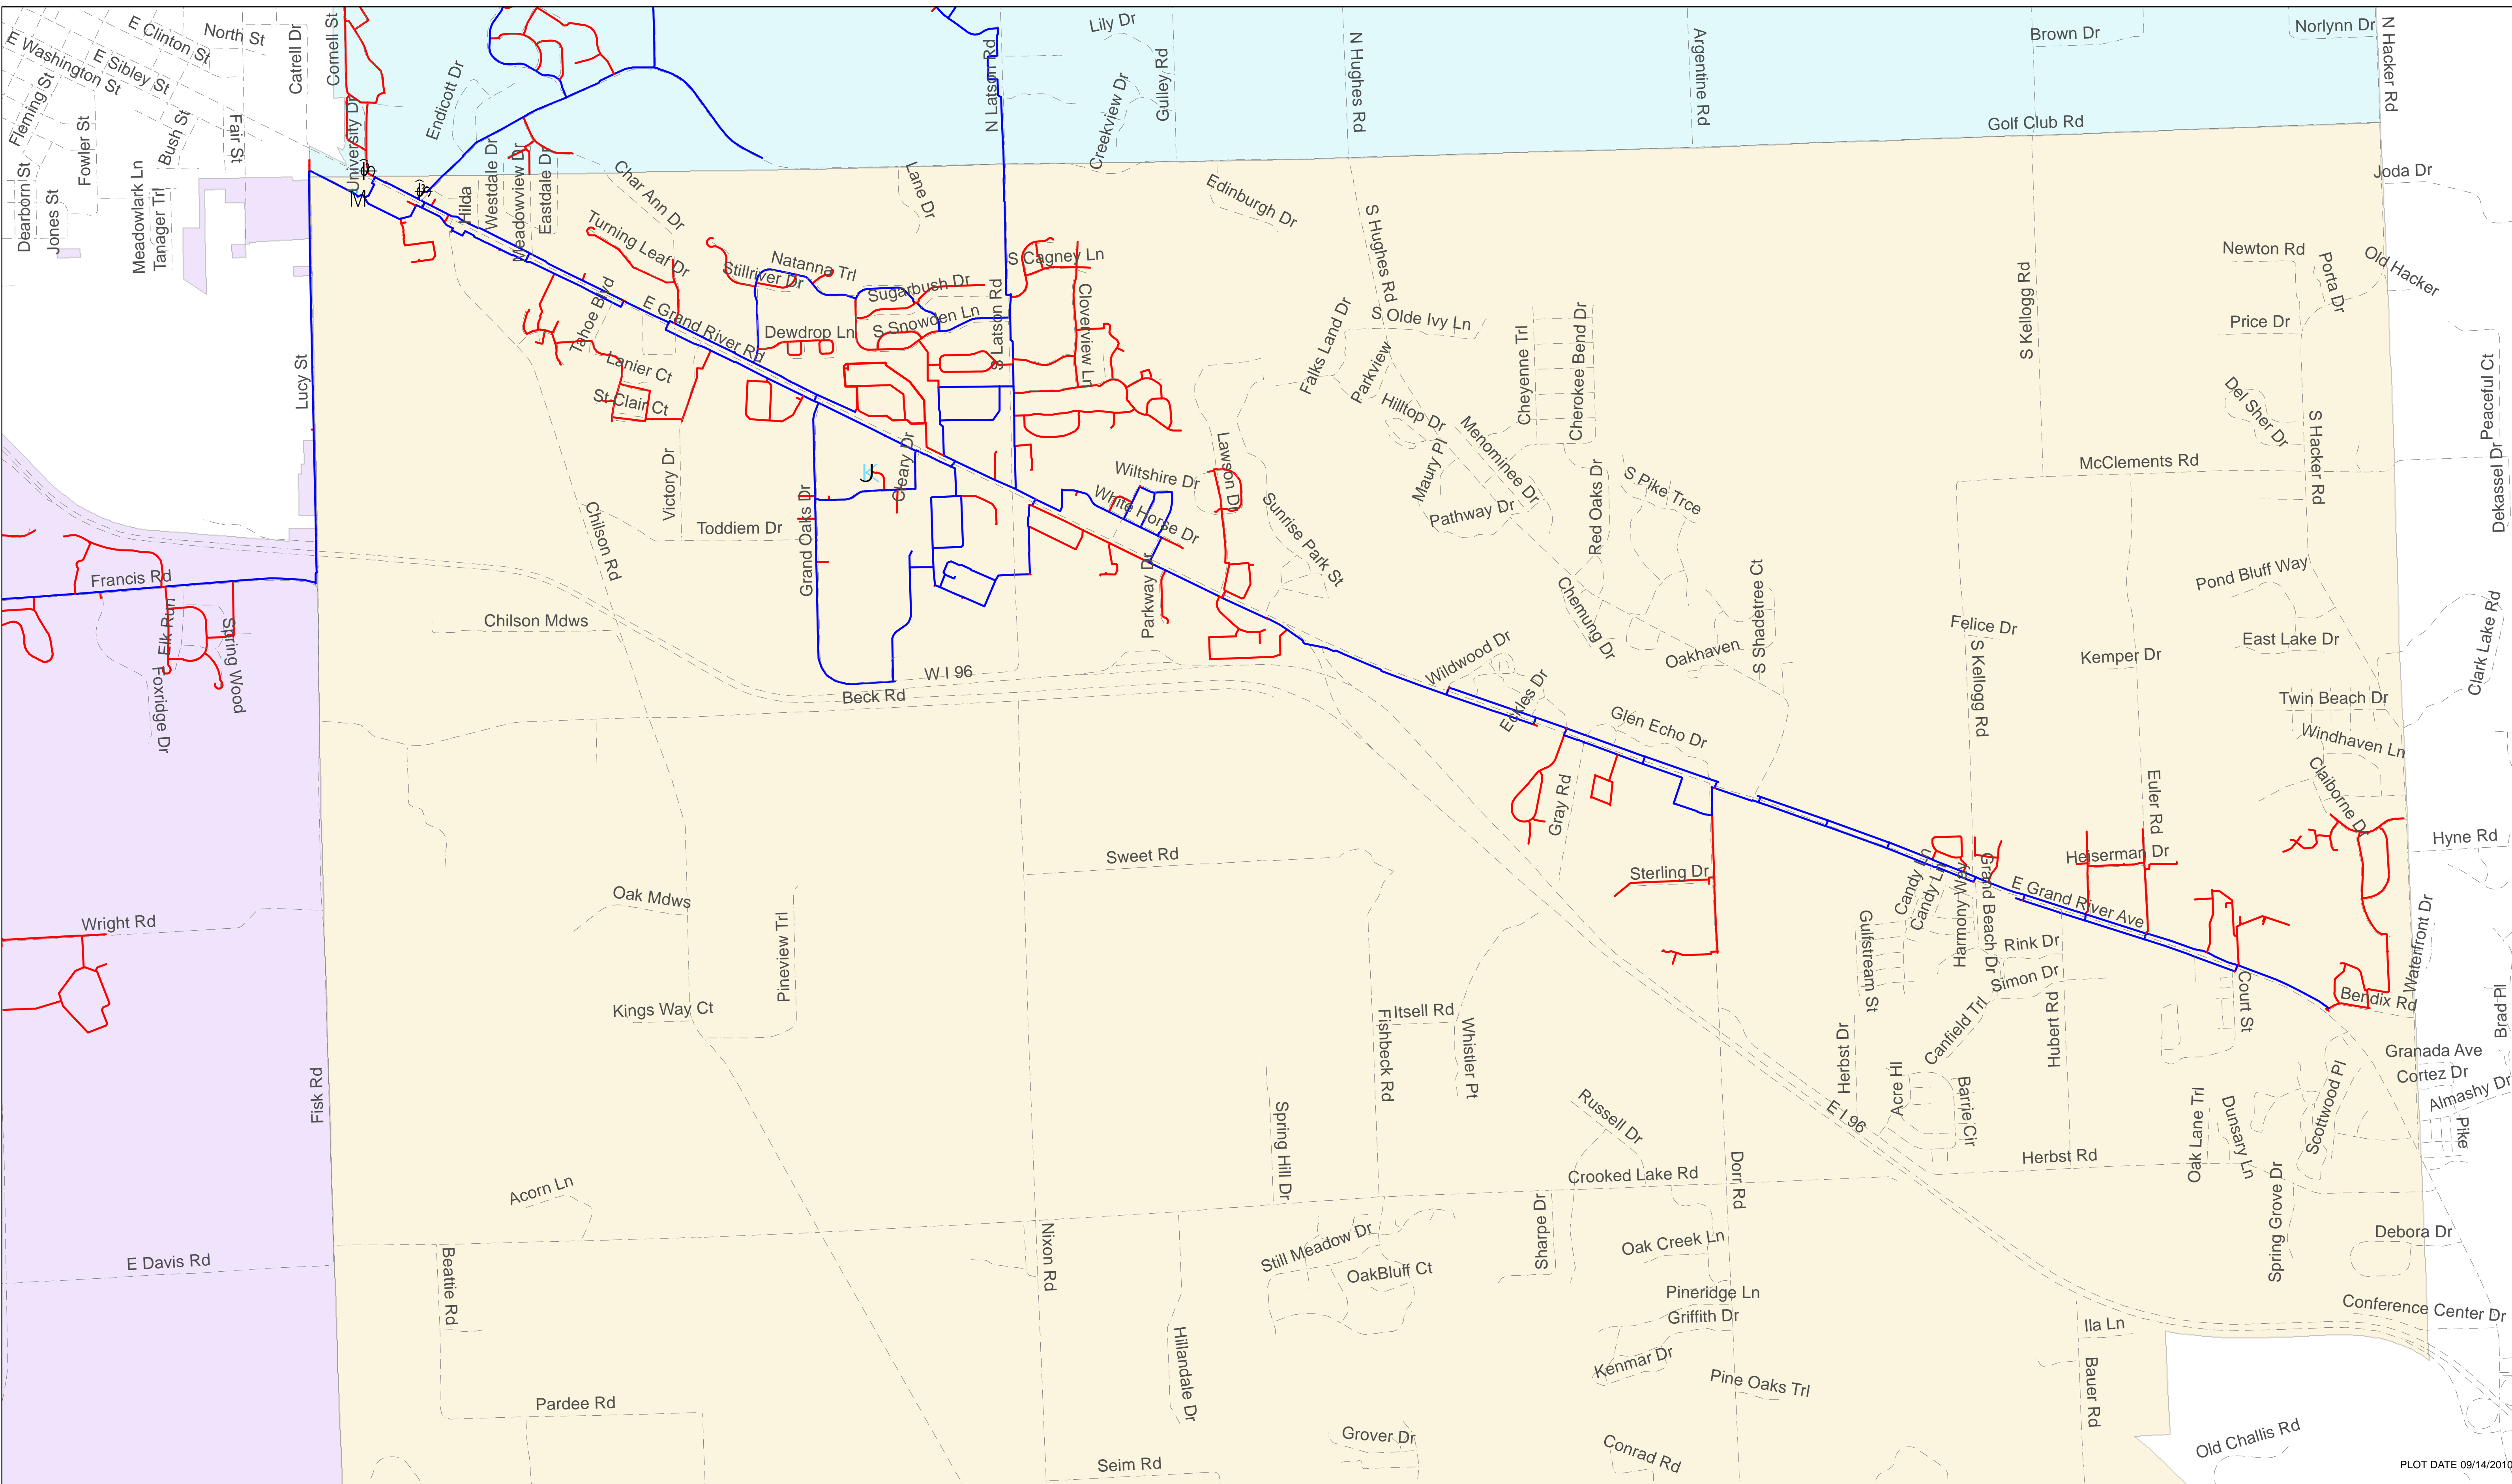 E Clinton St
North St
Catrell Dr
Cornell St
E Washington St
E Sibley St
Fleming St
Fowler St
Bush St
Fair St
University Dr
Endicott Dr
Dearborn St
Jones St
Meadowlark Ln
Tanager Trl
M
Hilda
Westdale Dr
Meadowview Dr
Eastdale Dr
Char Ann Dr
Lane Dr
N Latson Rd
Lily Dr
Gulley Rd
Creekview Dr
N Hughes Rd
Argentine Rd
Brown Dr
Norlynn Dr
N Hacker Rd
Golf Club Rd
Joda Dr
Edinburgh Dr
S Hughes Rd
Turning Leaf Dr
Stillriver Dr
Natanna Trl
Sugarbush Dr
S Cagney Ln
Newton Rd
Porta Dr
Old Hacker
S Kellogg Rd
Tahoe Blvd
E Grand River Rd
Dewdrop Ln
S Snowden Ln
S Latson Rd
Cloverview Ln
Falks Land Dr
S Olde Ivy Ln
Parkview
Cheyenne Trl
Cherokee Bend Dr
Price Dr
Lucy St
Lanier Ct
St Clair Ct
Hilltop Dr
Menominee Dr
Maury Pl
Del Sher Dr
S Hacker Rd
Peaceful Ct
Dekassel Dr
Victory Dr
Chilson Rd
K
J
Cleary Dr
Grand Oaks Dr
Toddiem Dr
Wiltshire Dr
White Horse Dr
Lawson Dr
Sunrise Park St
Pathway Dr
Red Oaks Dr
S Pike Trce
McClements Rd
Francis Rd
Elk Run
Spring Wood
Foxridge Dr
Chilson Mdws
Parkway Dr
Chemung Dr
S Shadetree Ct
Oakhaven
Pond Bluff Way
Felice Dr
S Kellogg Rd
Kemper Dr
East Lake Dr
Clark Lake Rd
W I 96
Beck Rd
Wildwood Dr
Eckles Dr
Glen Echo Dr
Twin Beach Dr
Windhaven Ln
Claiborne Dr
Gray Rd
Euler Rd
Hyne Rd
Sweet Rd
Sterling Dr
Candy Ln
Candy Ln
Harmony Way
Grand Beach Dr
Heiserman Dr
E Grand River Ave
Oak Mdws
Wright Rd
Pineview Trl
Gulfstream St
Rink Dr
Simon Dr
Court St
Waterfront Dr
Bendix Rd
Brad Pl
Kings Way Ct
Itsell Rd
Fishbeck Rd
Whistler Pt
Herbst Dr
Canfield Trl
Hubert Rd
Granada Ave
Cortez Dr
Almashy Dr
Pike
Fisk Rd
Acre Hl
Barrie Cir
E I 96
Oak Lane Trl
Dunsany Ln
Scottwood Pl
Spring Hill Dr
Russell Dr
Herbst Rd
Crooked Lake Rd
Dorr Rd
Spring Grove Dr
Acorn Ln
E Davis Rd
Beattie Rd
Nixon Rd
Still Meadow Dr
OakBluff Ct
Sharpe Dr
Oak Creek Ln
Debora Dr
Pineridge Ln
Griffith Dr
Conference Center Dr
Ila Ln
Hillandale Dr
Kenmar Dr
Pine Oaks Trl
Bauer Rd
Pardee Rd
Grover Dr
Conrad Rd
Old Challis Rd
Seim Rd
PLOT DATE 09/14/2010